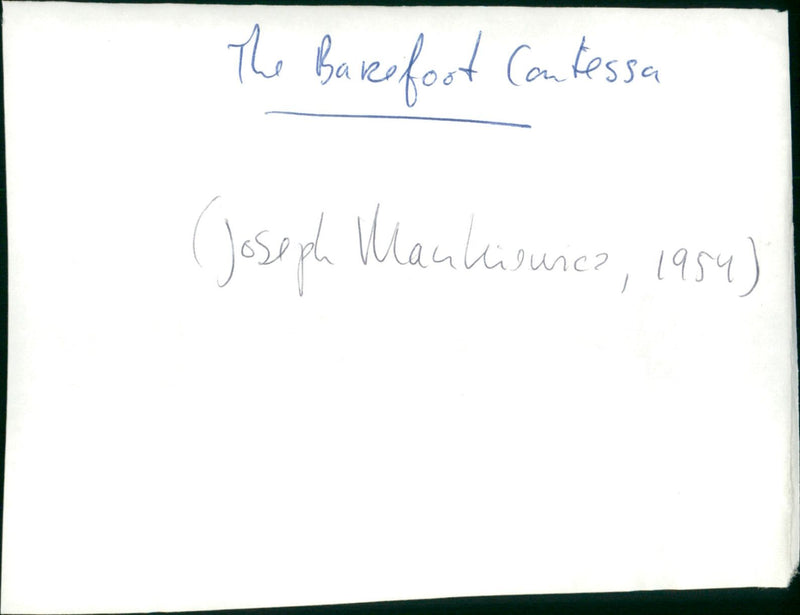 The Barefoot Contessa
(Joseph Mankiewicz, 1954)